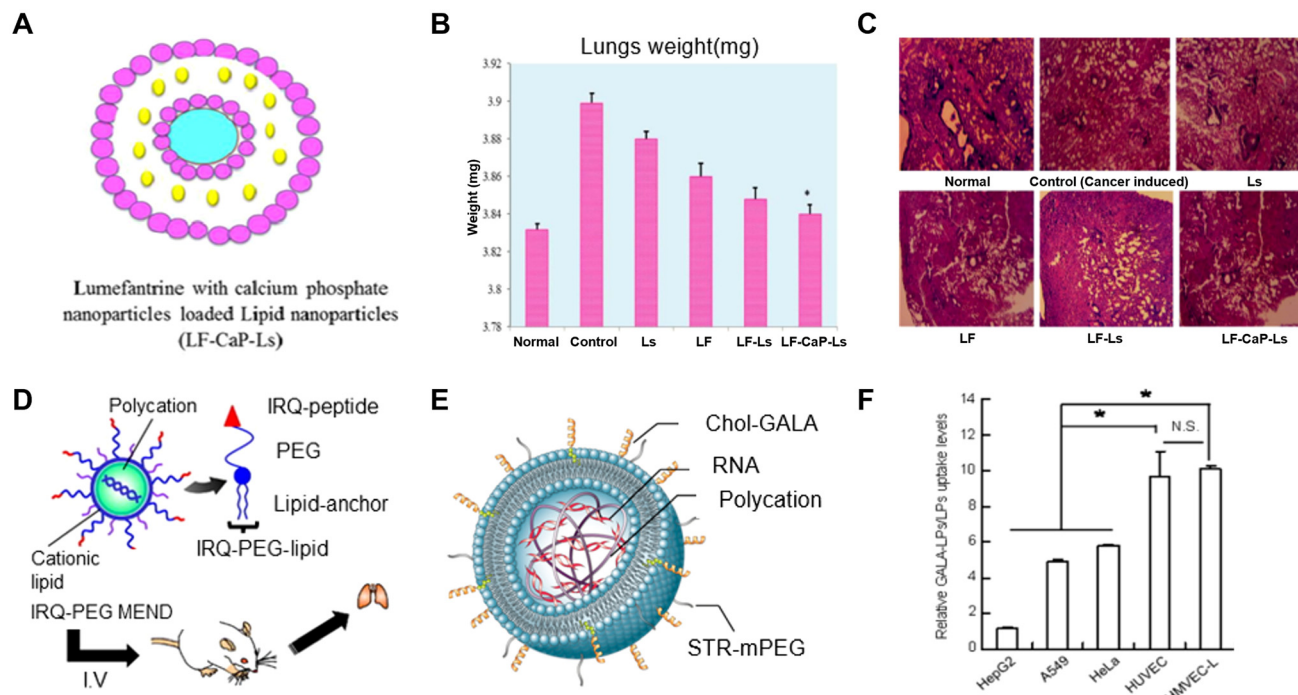 A
Lumefantrine with calcium phosphate
nanoparticles loaded Lipid nanoparticles
(LF-CaP-Ls)
B
Lungs weight(mg)
Weight (mg)
3.92
3.9
3.88
3.86
3.84
3.82
3.8
3.78
*
Normal Control Ls LF LF-Ls LF-CaP-Ls
C
Normal Control (Cancer induced) Ls
LF LF-Ls LF-CaP-Ls
D
Polycation
IRQ-peptide
PEG
Lipid-anchor
IRQ-PEG-lipid
Cationic
lipid
IRQ-PEG MEND
I.V
E
Chol-GALA
RNA
Polycation
STR-mPEG
F
Relative GALA-LPs/LPs uptake levels
14
12
10
8
6
4
2
0
*
*
N.S.
HepG2 A549 HeLa HUVEC HMVEC-L